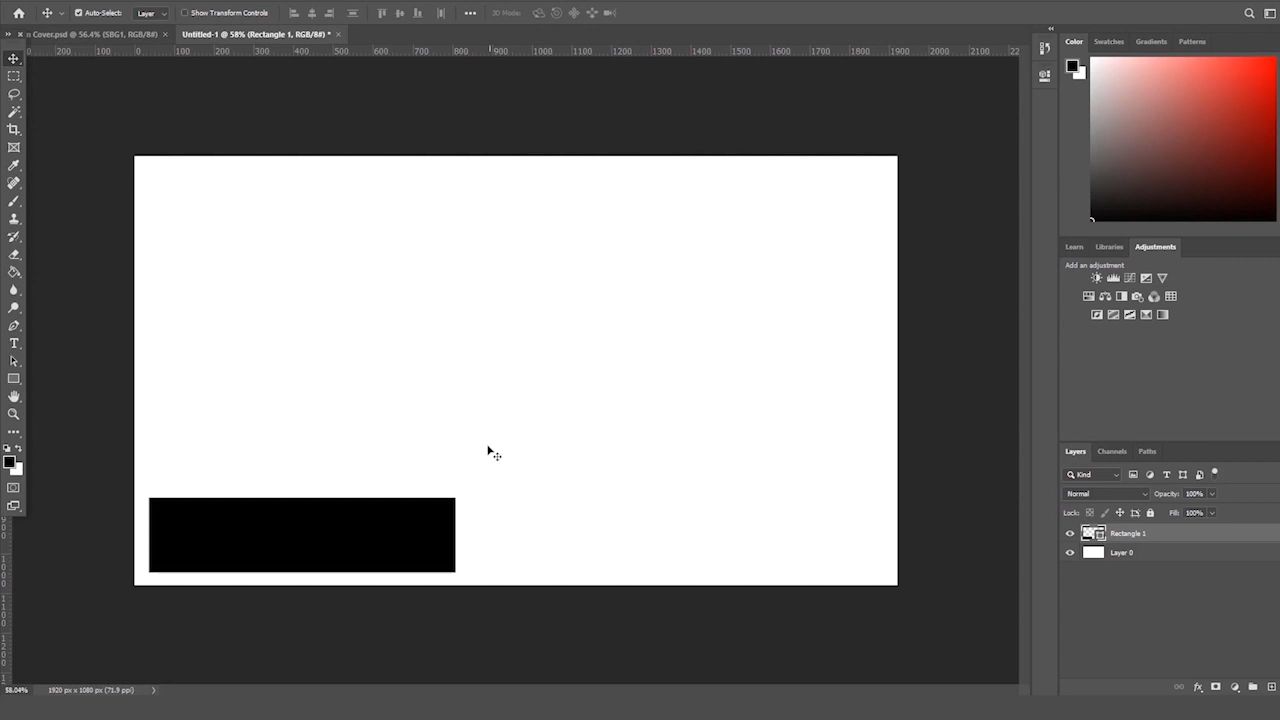 Auto-Select: Layer Show Transform Controls 3D Mode:
n Cover.psd @ 56.4% (SBG1, RGB/8#) × Untitled-1 @ 58% (Rectangle 1, RGB/8#) * ×
0 200 100 0 100 200 300 400 500 600 700 800 900 1000 1100 1200 1300 1400 1500 1600 1700 1800 1900 2000 2100 22
Color Swatches Gradients Patterns
Learn Libraries Adjustments
Add an adjustment
Layers Channels Paths
Kind
Normal Opacity: 100%
Lock: Fill: 100%
Rectangle 1
Layer 0
58.04% 1920 px x 1080 px (71.9 ppi)